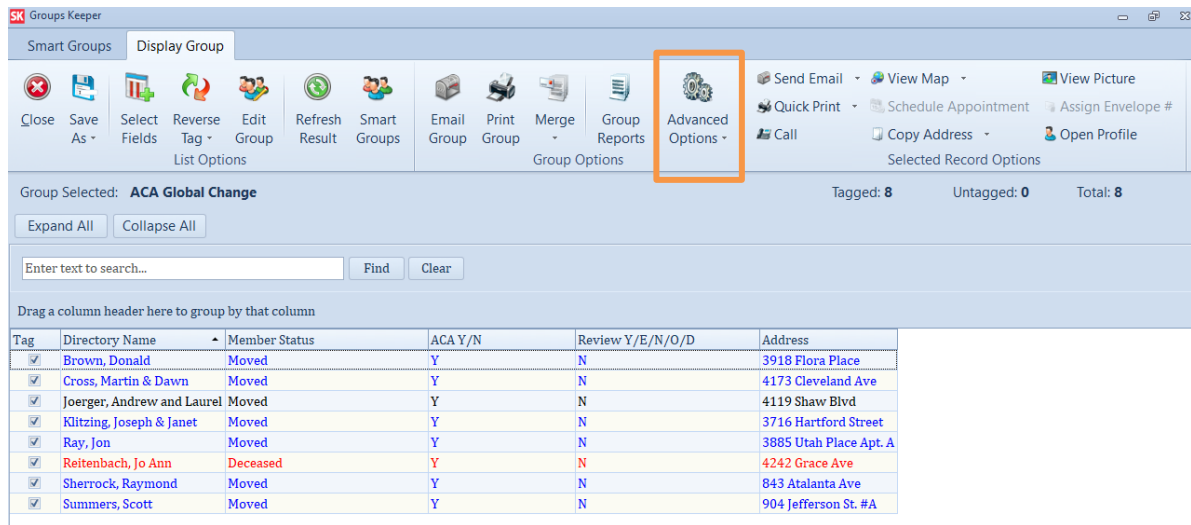 SK Groups Keeper
Smart Groups Display Group
Close Save As Select Fields Reverse Tag Edit Group Refresh Result Smart Groups Email Group Print Group Merge Group Reports Advanced Options
Send Email View Map View Picture
Quick Print Schedule Appointment Assign Envelope #
Call Copy Address Open Profile
List Options Group Options Selected Record Options
Group Selected: ACA Global Change Tagged: 8 Untagged: 0 Total: 8
Expand All Collapse All
Enter text to search... Find Clear
Drag a column header here to group by that column
Tag Directory Name Member Status ACA Y/N Review Y/E/N/O/D Address
Brown, Donald Moved Y N 3918 Flora Place
Cross, Martin & Dawn Moved Y N 4173 Cleveland Ave
Joerger, Andrew and Laurel Moved Y N 4119 Shaw Blvd
Klitzing, Joseph & Janet Moved Y N 3716 Hartford Street
Ray, Jon Moved Y N 3885 Utah Place Apt. A
Reitenbach, Jo Ann Deceased Y N 4242 Grace Ave
Sherrock, Raymond Moved Y N 843 Atalanta Ave
Summers, Scott Moved Y N 904 Jefferson St. #A